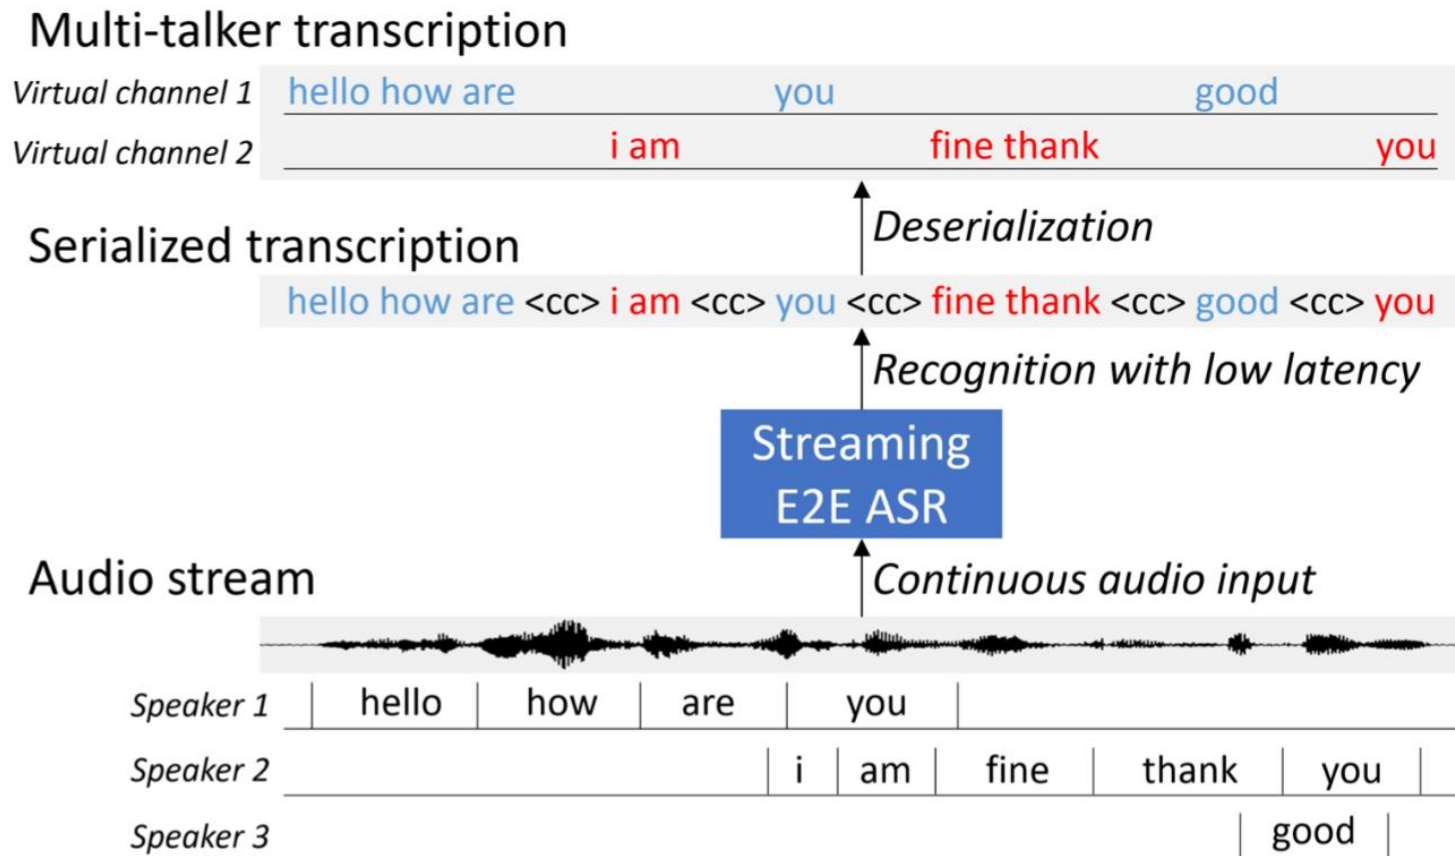 Multi-talker transcription
Virtual channel 1 hello how are you good
Virtual channel 2 i am fine thank you
Deserialization
Serialized transcription
hello how are <cc> i am <cc> you <cc> fine thank <cc> good <cc> you
Recognition with low latency
Streaming
E2E ASR
Audio stream
Continuous audio input
Speaker 1 hello how are you
Speaker 2 i am fine thank you
Speaker 3 good